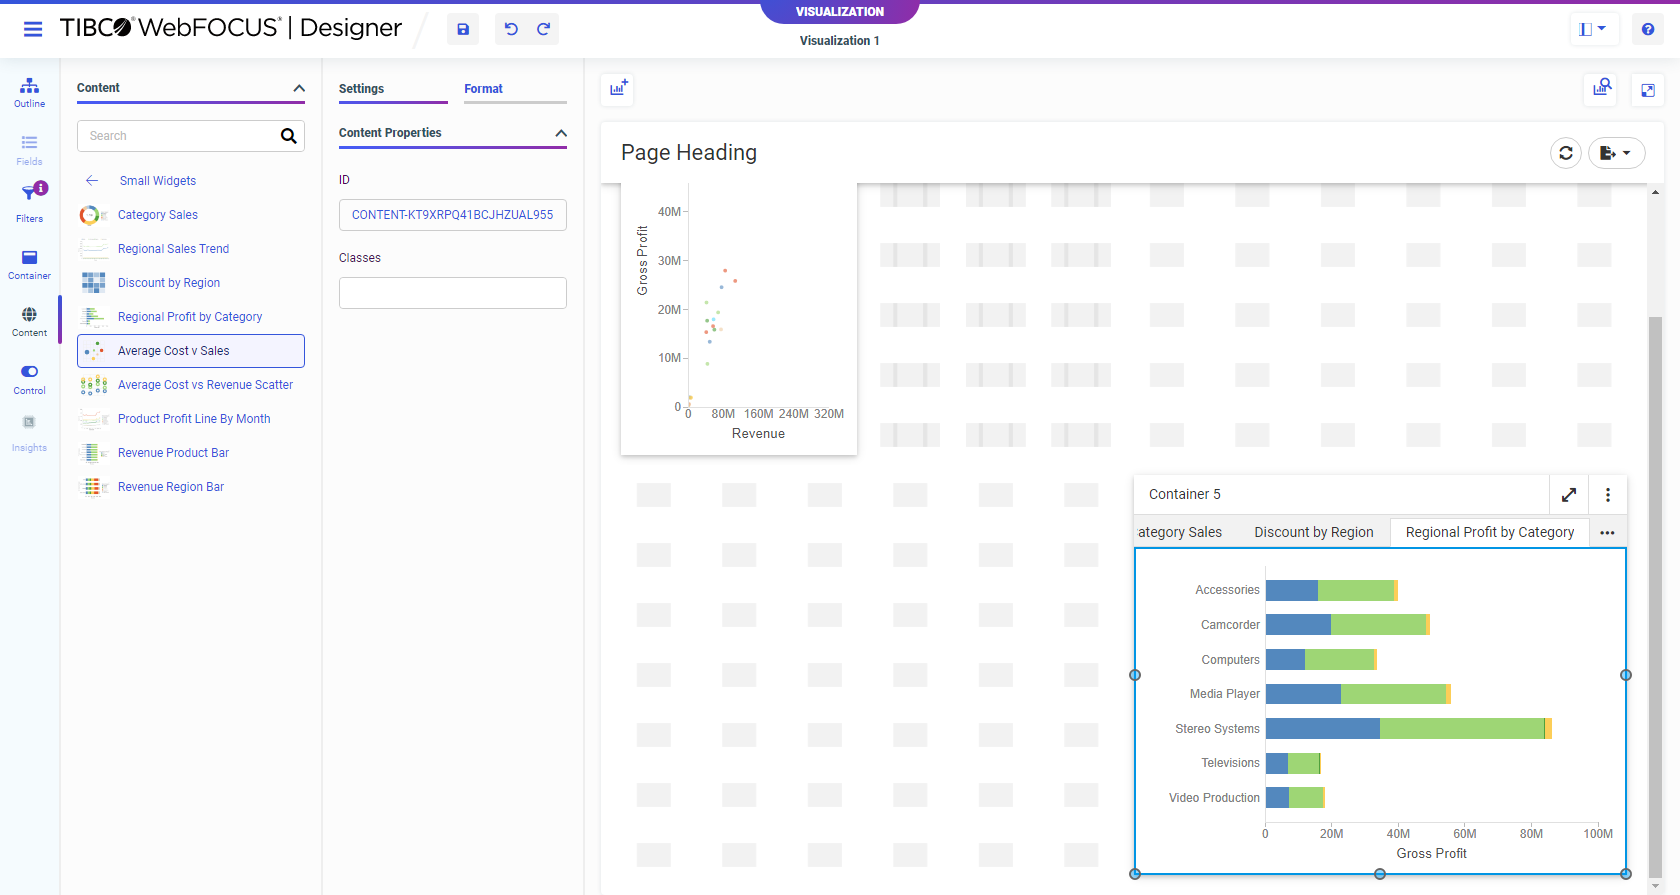 VISUALIZATION
TIBCO® WebFOCUS® | Designer
Visualization 1
Outline
Fields
Filters
Container
Content
Control
Insights
Content
Search
Small Widgets
Category Sales
Regional Sales Trend
Discount by Region
Regional Profit by Category
Average Cost v Sales
Average Cost vs Revenue Scatter
Product Profit Line By Month
Revenue Product Bar
Revenue Region Bar
Settings
Format
Content Properties
ID
CONTENT-KT9XRPQ41BCJHZUAL955
Classes
Page Heading
Gross Profit
40M
30M
20M
10M
0
0 80M 160M 240M 320M
Revenue
Container 5
ategory Sales Discount by Region Regional Profit by Category
Accessories
Camcorder
Computers
Media Player
Stereo Systems
Televisions
Video Production
0 20M 40M 60M 80M 100M
Gross Profit